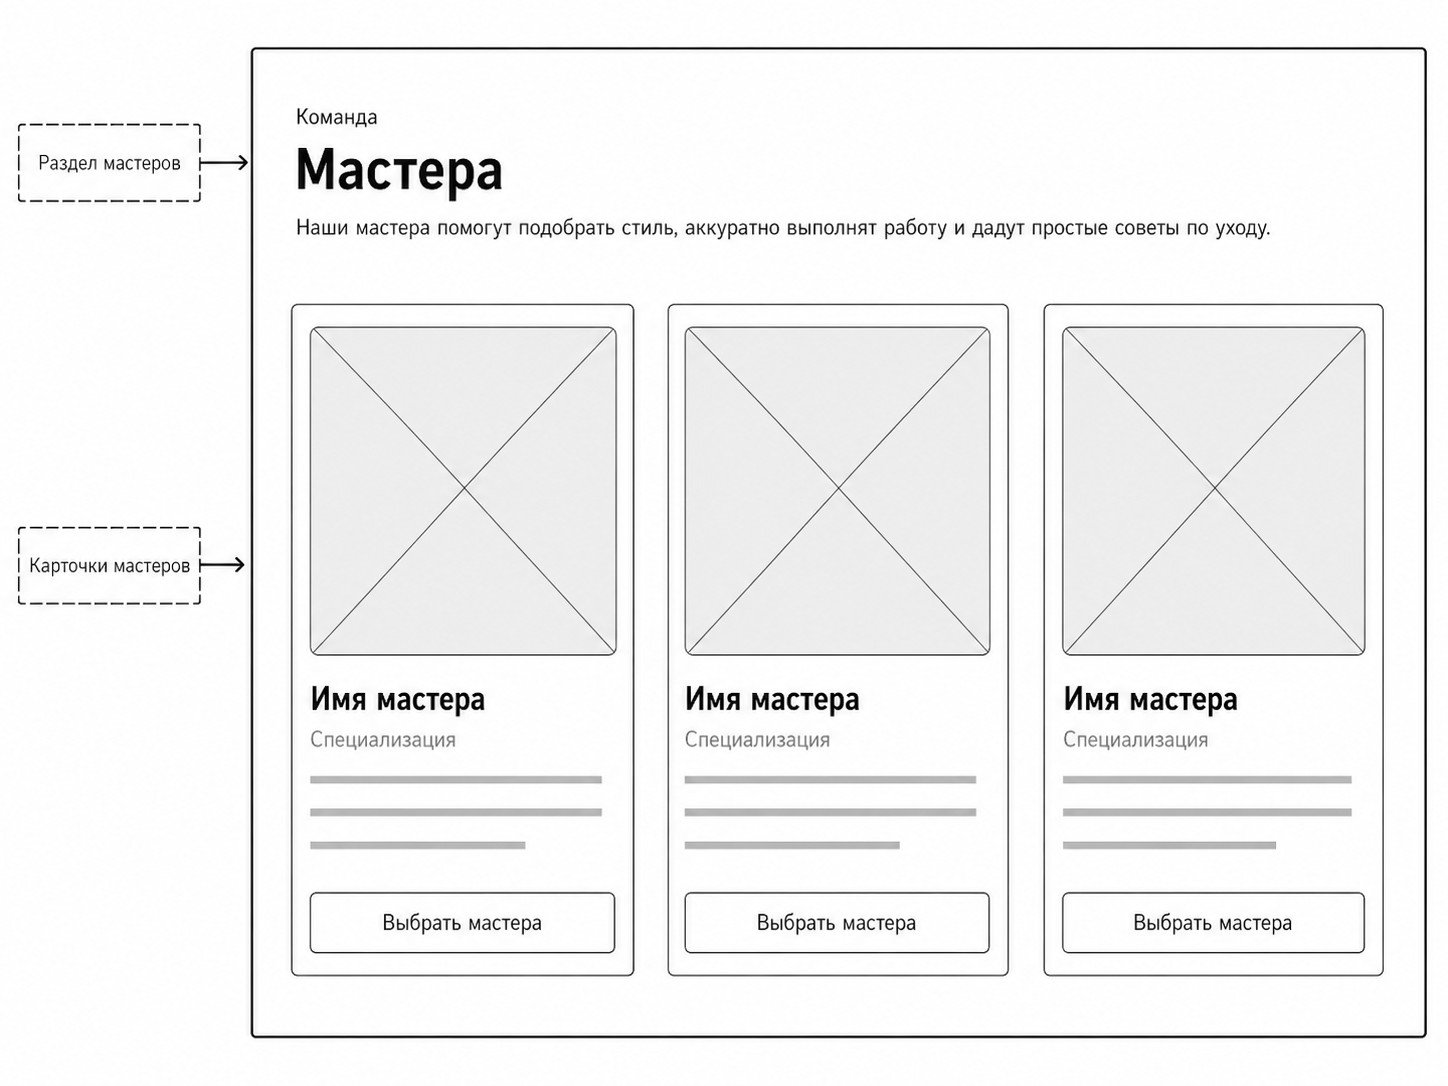 Раздел мастеров
Команда
Мастера
Наши мастера помогут подобрать стиль, аккуратно выполнят работу и дадут простые советы по уходу.
Карточки мастеров
Имя мастера
Специализация
Выбрать мастера
Имя мастера
Специализация
Выбрать мастера
Имя мастера
Специализация
Выбрать мастера